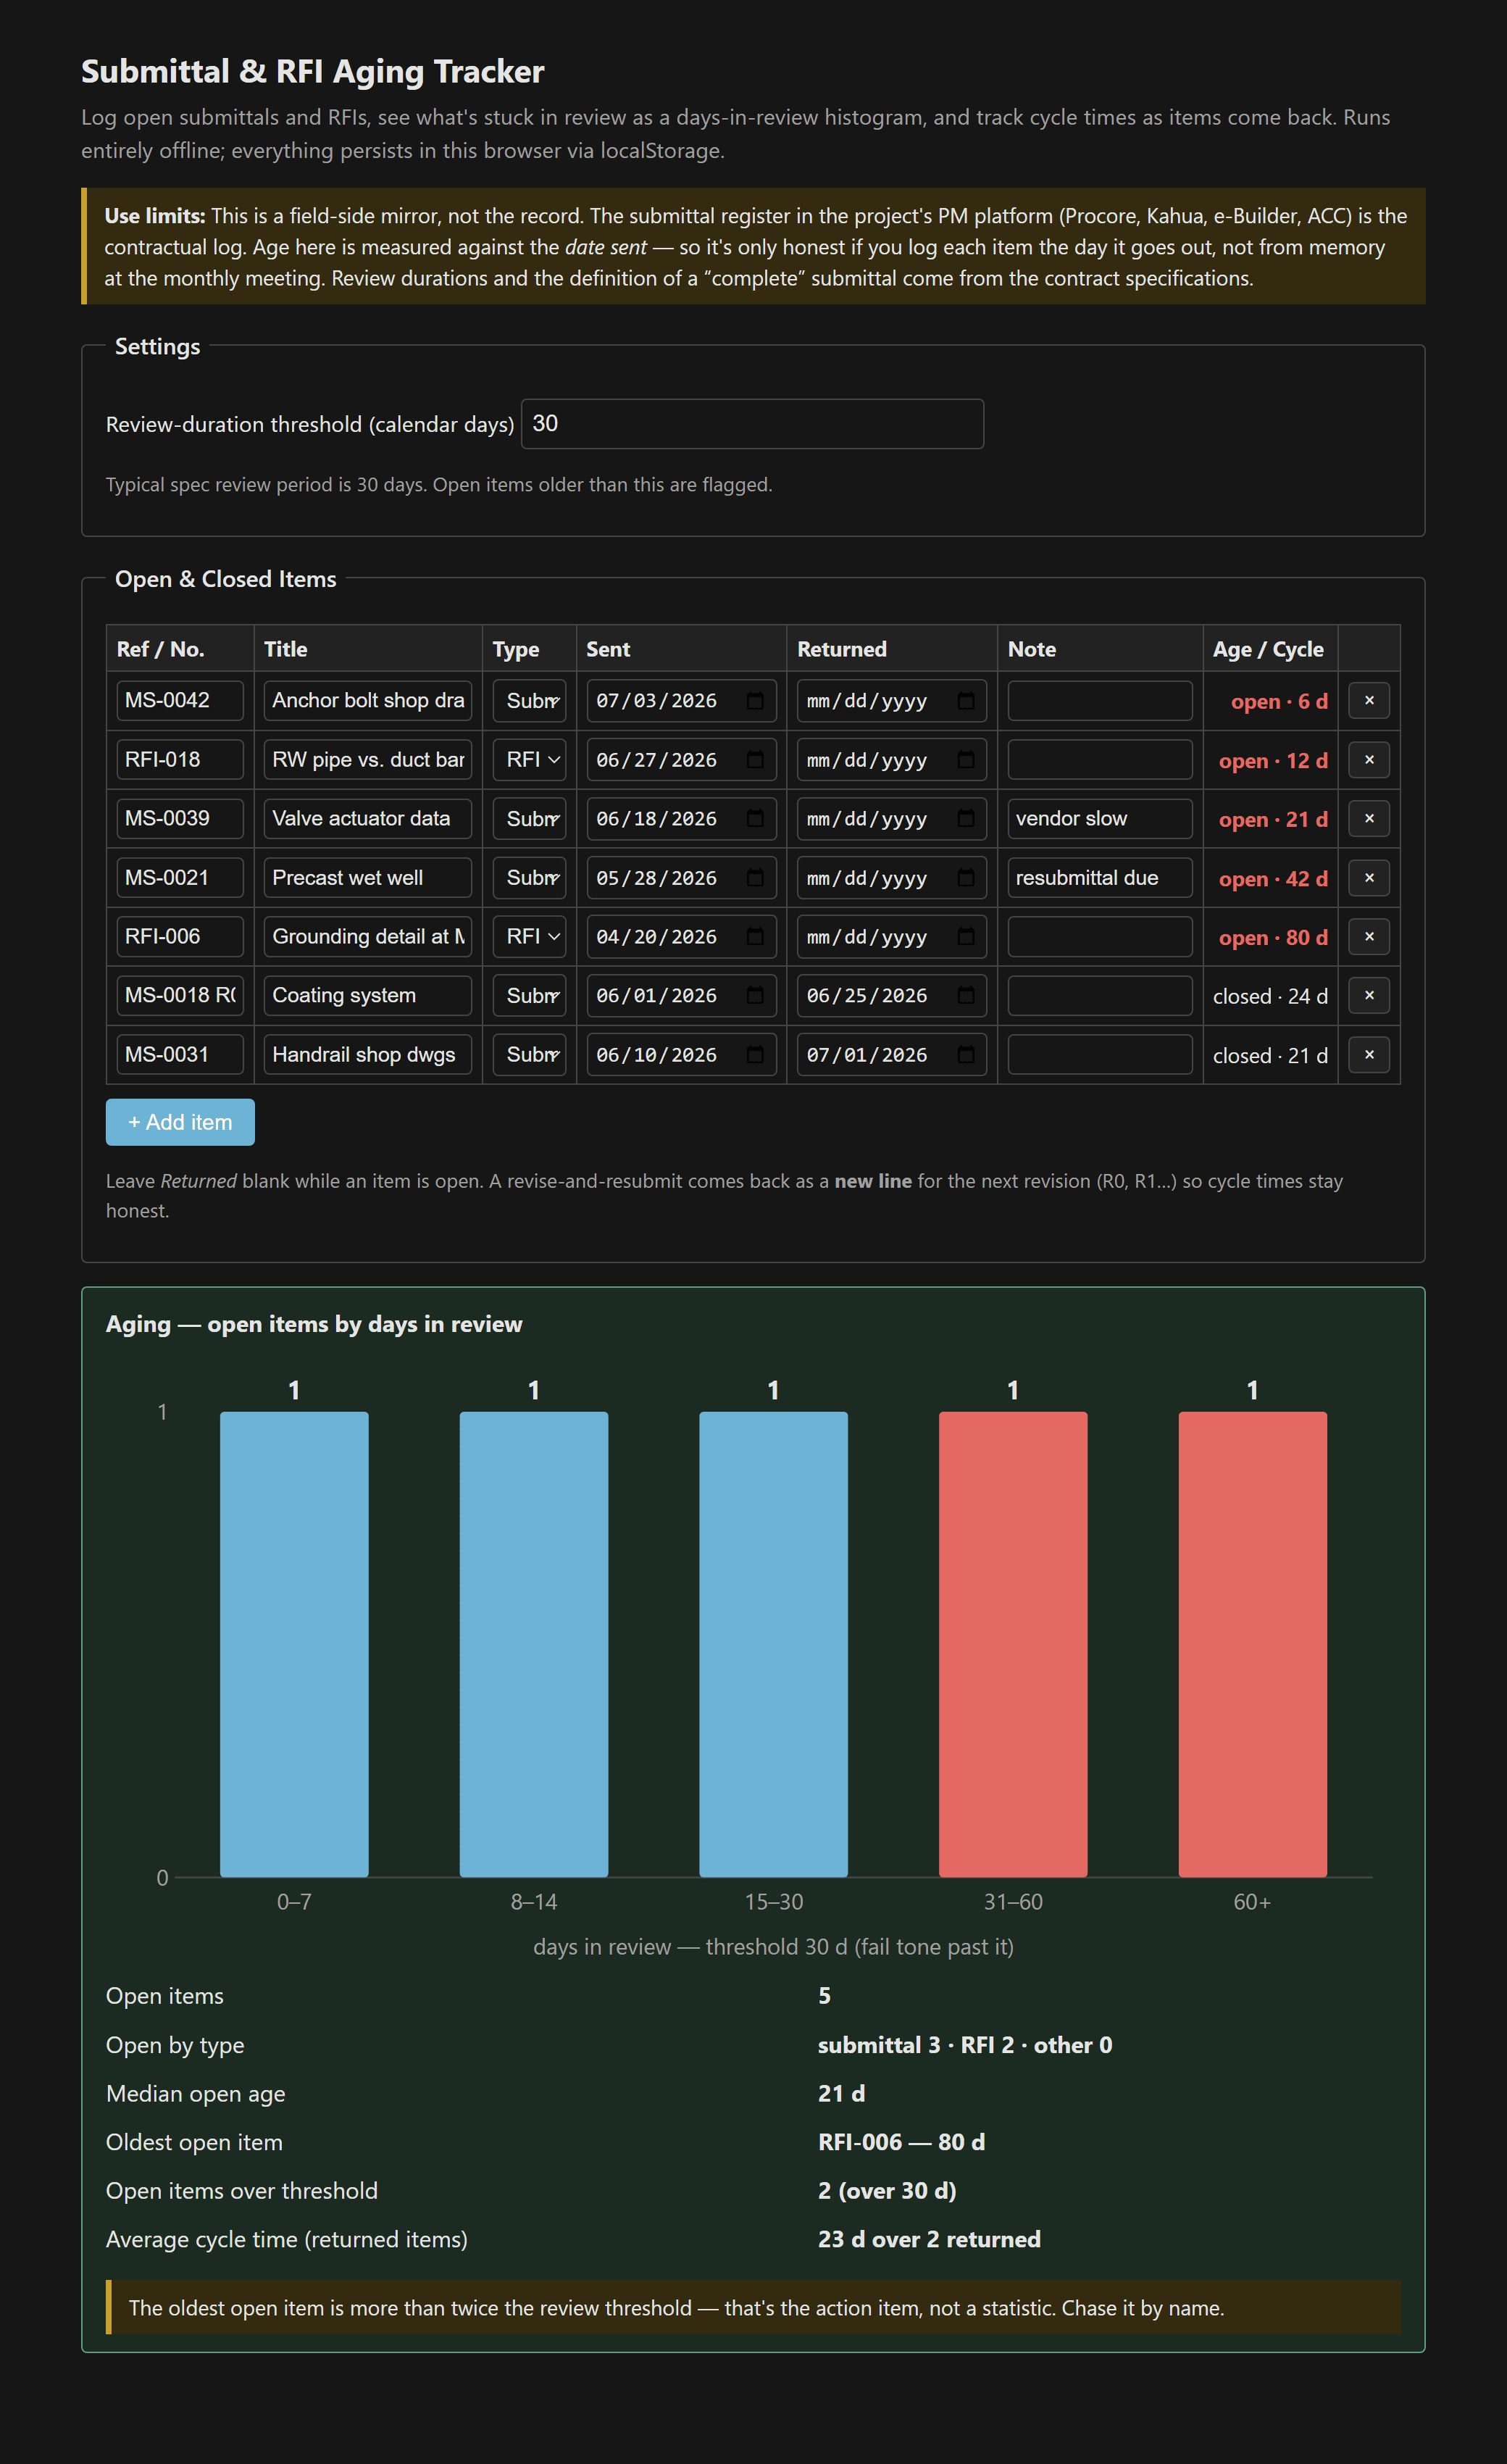 Submittal & RFI Aging Tracker
Log open submittals and RFIs, see what's stuck in review as a days-in-review histogram, and track cycle times as items come back. Runs
entirely offline; everything persists in this browser via localStorage.
Use limits: This is a field-side mirror, not the record. The submittal register in the project's PM platform (Procore, Kahua, e-Builder, ACC) is the
contractual log. Age here is measured against the date sent — so it's only honest if you log each item the day it goes out, not from memory
at the monthly meeting. Review durations and the definition of a “complete” submittal come from the contract specifications.
Settings
Review-duration threshold (calendar days) 30
Typical spec review period is 30 days. Open items older than this are flagged.
Open & Closed Items
Ref / No. Title Type Sent Returned Note Age / Cycle
MS-0042 Anchor bolt shop dra Subm 07/03/2026 mm/dd/yyyy open · 6 d ×
RFI-018 RW pipe vs. duct ban RFI 06/27/2026 mm/dd/yyyy open · 12 d ×
MS-0039 Valve actuator data Subm 06/18/2026 mm/dd/yyyy vendor slow open · 21 d ×
MS-0021 Precast wet well Subm 05/28/2026 mm/dd/yyyy resubmittal due open · 42 d ×
RFI-006 Grounding detail at M RFI 04/20/2026 mm/dd/yyyy open · 80 d ×
MS-0018 R0 Coating system Subm 06/01/2026 06/25/2026 closed · 24 d ×
MS-0031 Handrail shop dwgs Subm 06/10/2026 07/01/2026 closed · 21 d ×
+ Add item
Leave Returned blank while an item is open. A revise-and-resubmit comes back as a new line for the next revision (R0, R1…) so cycle times stay
honest.
Aging — open items by days in review
1 1 1 1 1
1
0
0–7 8–14 15–30 31–60 60+
days in review — threshold 30 d (fail tone past it)
Open items 5
Open by type submittal 3 · RFI 2 · other 0
Median open age 21 d
Oldest open item RFI-006 — 80 d
Open items over threshold 2 (over 30 d)
Average cycle time (returned items) 23 d over 2 returned
The oldest open item is more than twice the review threshold — that's the action item, not a statistic. Chase it by name.